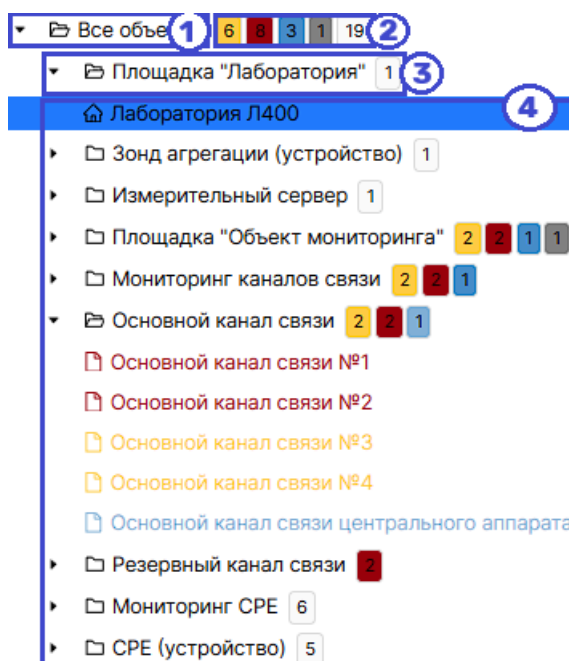 Все объе 1 6 8 3 1 19 2
Площадка "Лаборатория" 1 3
Лаборатория Л400 4
Зонд агрегации (устройство) 1
Измерительный сервер 1
Площадка "Объект мониторинга" 2 2 1 1
Мониторинг каналов связи 2 2 1
Основной канал связи 2 2 1
Основной канал связи №1
Основной канал связи №2
Основной канал связи №3
Основной канал связи №4
Основной канал связи центрального аппарата
Резервный канал связи 2
Мониторинг CPE 6
CPE (устройство) 5